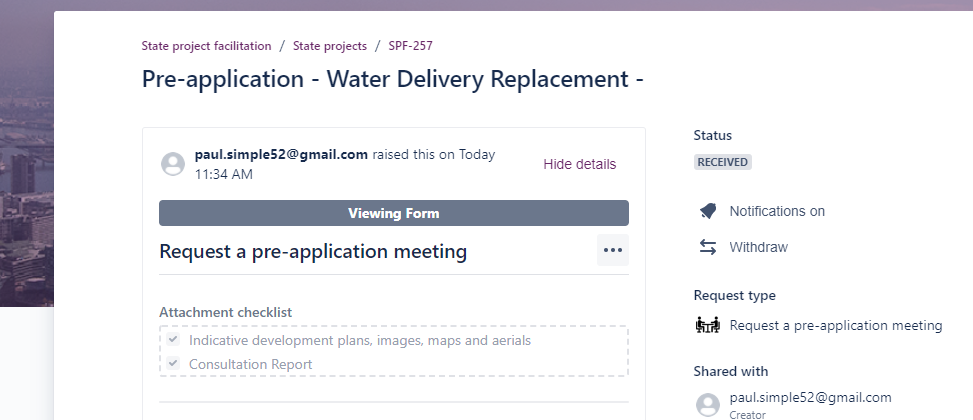 State project facilitation / State projects / SPF-257
Pre-application - Water Delivery Replacement -
paul.simple52@gmail.com raised this on Today
11:34 AM
Hide details
Viewing Form
Request a pre-application meeting
Attachment checklist
Indicative development plans, images, maps and aerials
Consultation Report
Status
RECEIVED
Notifications on
Withdraw
Request type
Request a pre-application meeting
Shared with
paul.simple52@gmail.com
Creator